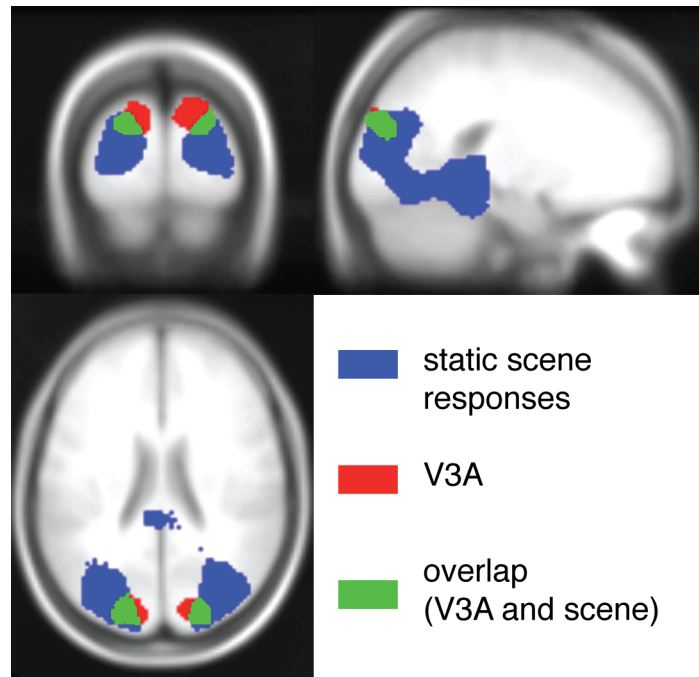 static scene
responses
V3A
overlap
(V3A and scene)